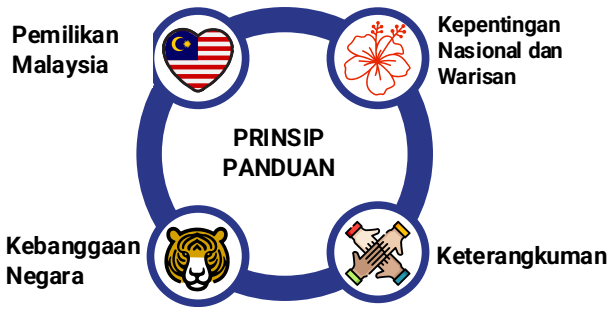 Pemilikan
Malaysia
Kepentingan
Nasional dan
Warisan
PRINSIP
PANDUAN
Kebanggaan
Negara
Keterangkuman